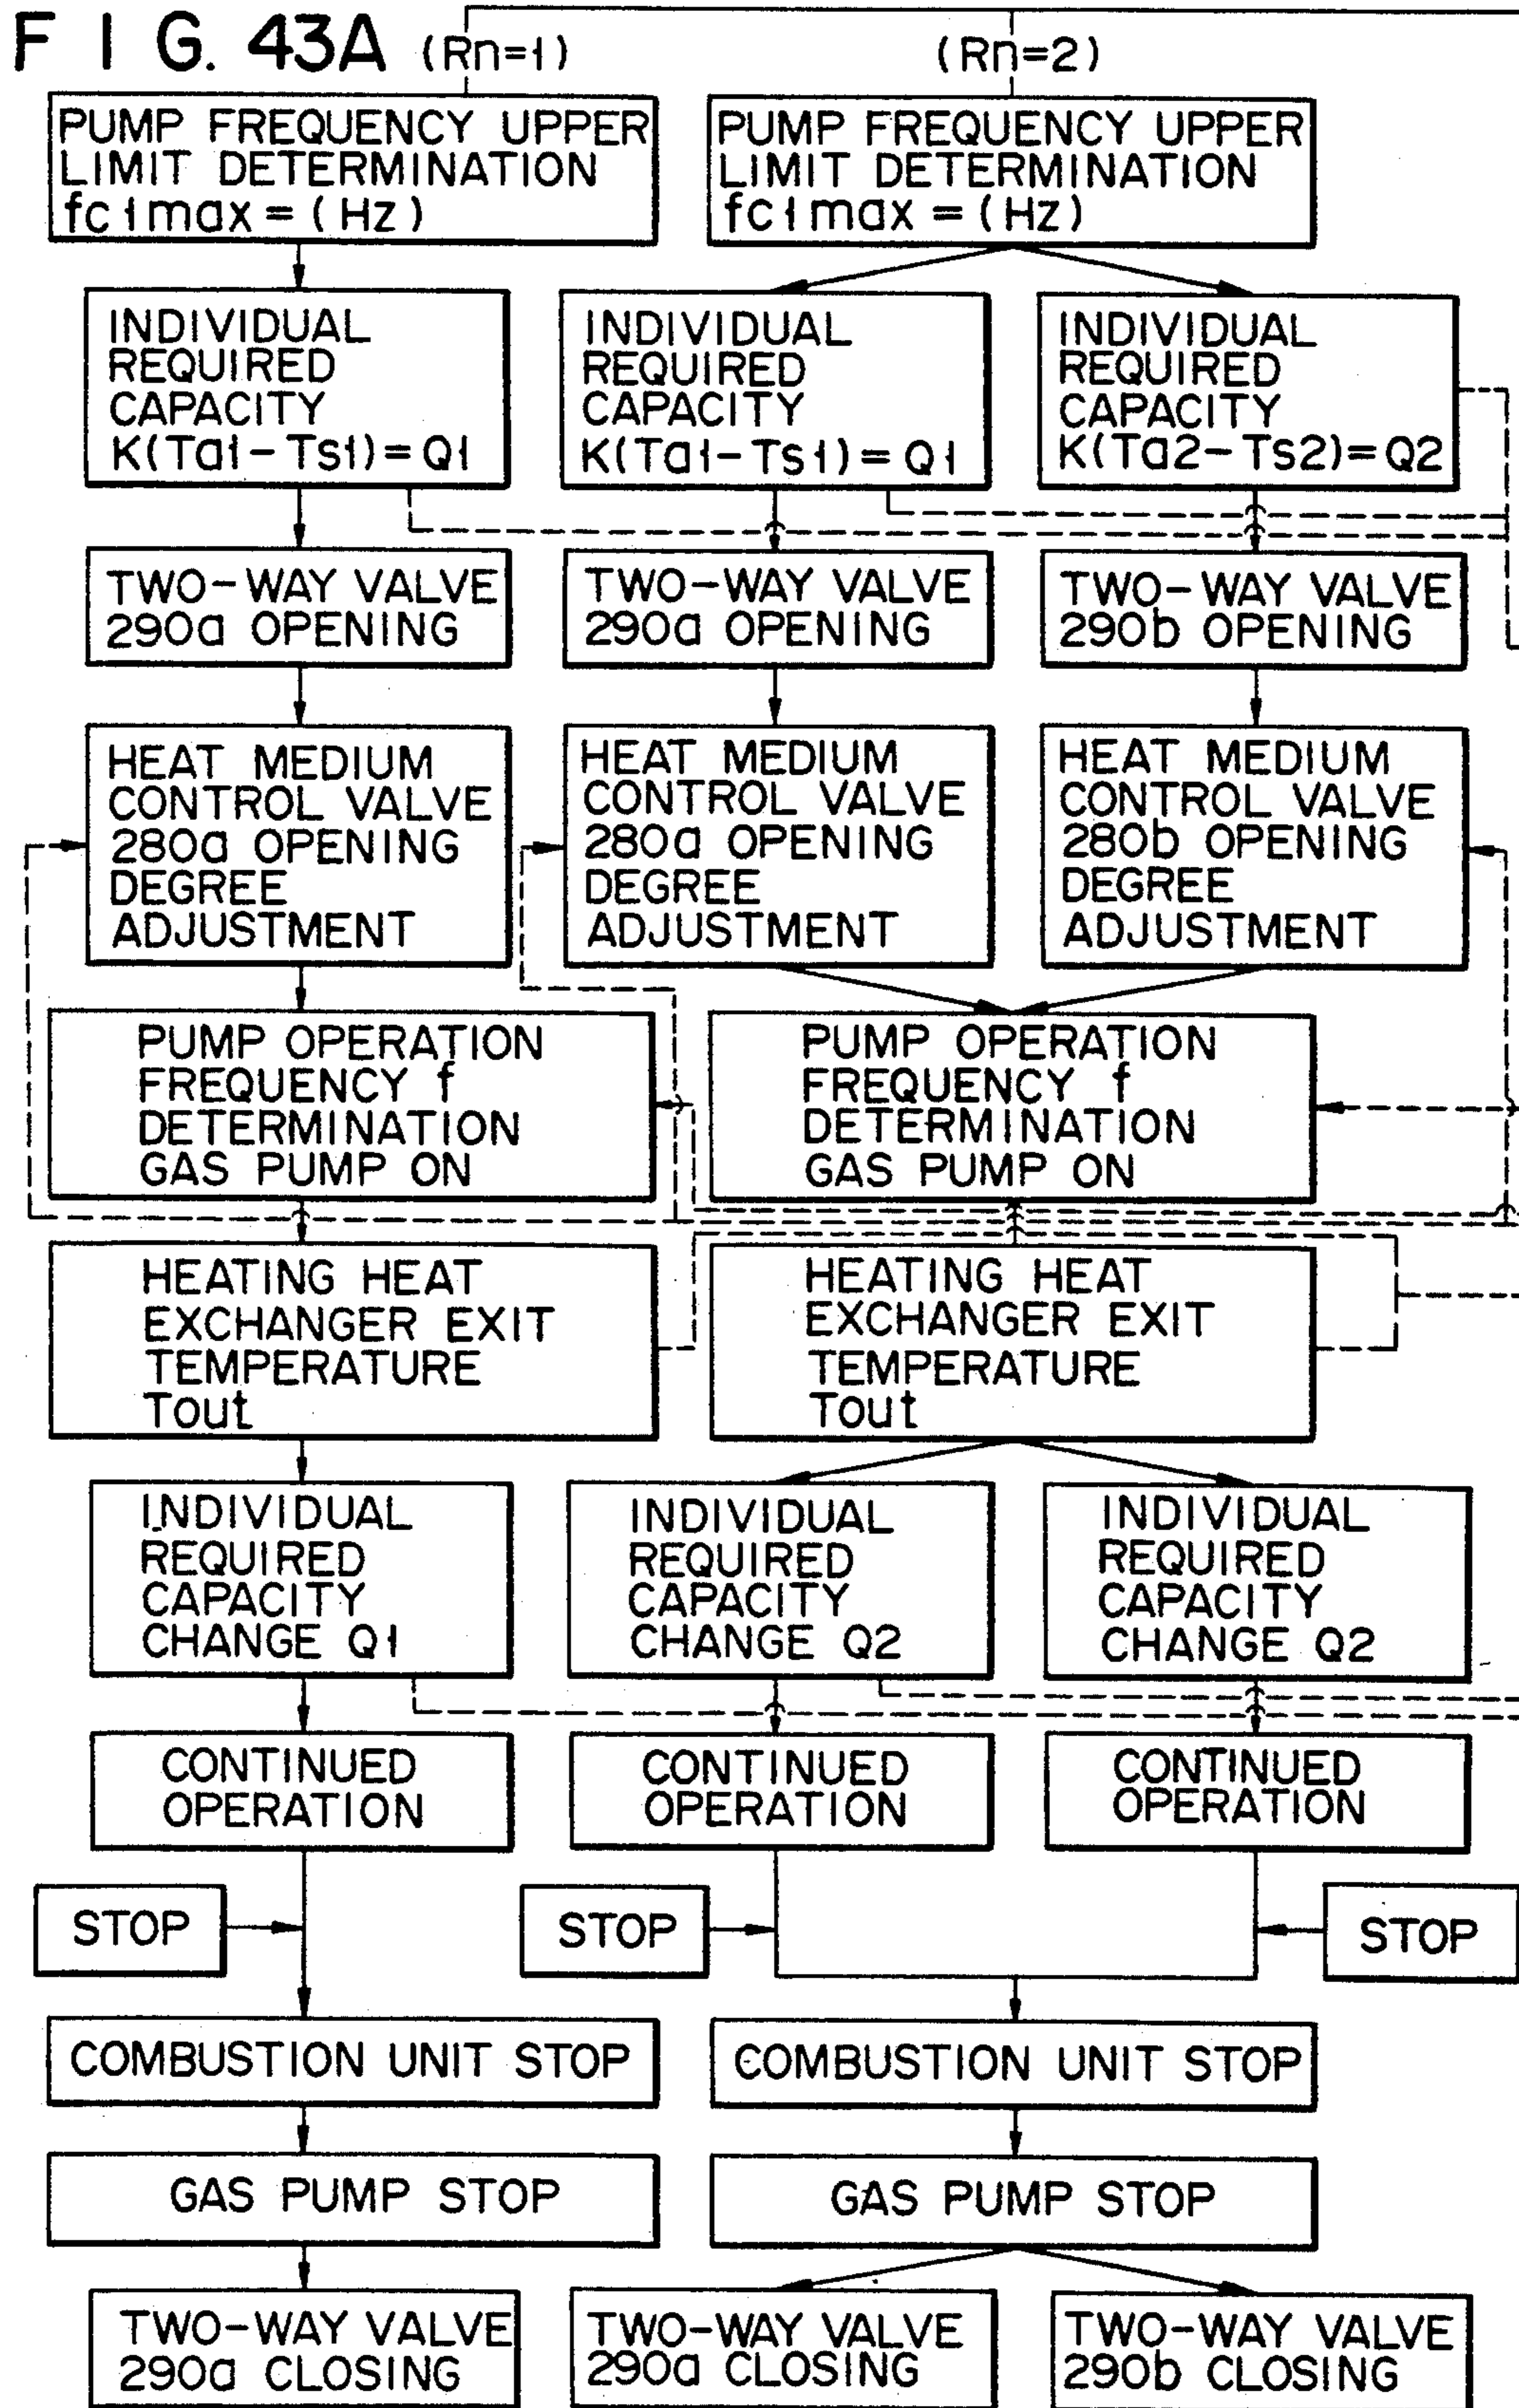 F I G. 43A
(Rn=1)
(Rn=2)
PUMP FREQUENCY UPPER
LIMIT DETERMINATION
fc1max = (Hz)
PUMP FREQUENCY UPPER
LIMIT DETERMINATION
fc1max = (Hz)
INDIVIDUAL
REQUIRED
CAPACITY
K(Ta1-Ts1)=Q1
INDIVIDUAL
REQUIRED
CAPACITY
K(Ta1-Ts1)=Q1
INDIVIDUAL
REQUIRED
CAPACITY
K(Ta2-Ts2)=Q2
TWO-WAY VALVE
290a OPENING
TWO-WAY VALVE
290a OPENING
TWO-WAY VALVE
290b OPENING
HEAT MEDIUM
CONTROL VALVE
280a OPENING
DEGREE
ADJUSTMENT
HEAT MEDIUM
CONTROL VALVE
280a OPENING
DEGREE
ADJUSTMENT
HEAT MEDIUM
CONTROL VALVE
280b OPENING
DEGREE
ADJUSTMENT
PUMP OPERATION
FREQUENCY f
DETERMINATION
GAS PUMP ON
PUMP OPERATION
FREQUENCY f
DETERMINATION
GAS PUMP ON
HEATING HEAT
EXCHANGER EXIT
TEMPERATURE
Tout
HEATING HEAT
EXCHANGER EXIT
TEMPERATURE
Tout
INDIVIDUAL
REQUIRED
CAPACITY
CHANGE Q1
INDIVIDUAL
REQUIRED
CAPACITY
CHANGE Q2
INDIVIDUAL
REQUIRED
CAPACITY
CHANGE Q2
CONTINUED
OPERATION
CONTINUED
OPERATION
CONTINUED
OPERATION
STOP
STOP
STOP
COMBUSTION UNIT STOP
COMBUSTION UNIT STOP
GAS PUMP STOP
GAS PUMP STOP
TWO-WAY VALVE
290a CLOSING
TWO-WAY VALVE
290a CLOSING
TWO-WAY VALVE
290b CLOSING